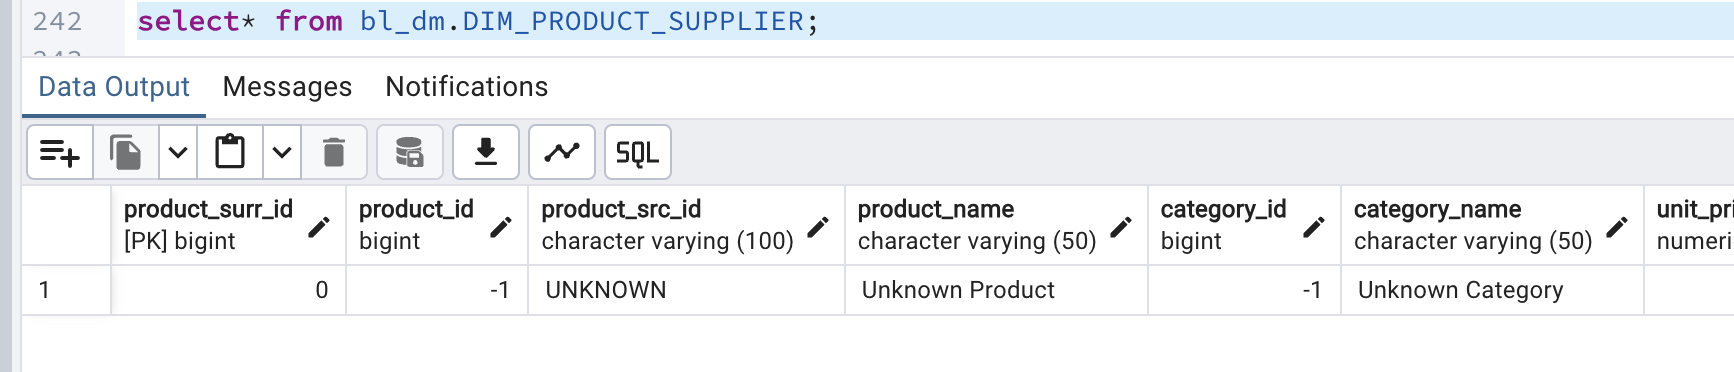 242 select* from bl_dm.DIM_PRODUCT_SUPPLIER;
Data Output Messages Notifications
SQL
product_surr_id product_id product_src_id product_name category_id category_name unit_pri
[PK] bigint bigint character varying (100) character varying (50) bigint character varying (50) numeri
1 0 -1 UNKNOWN Unknown Product -1 Unknown Category